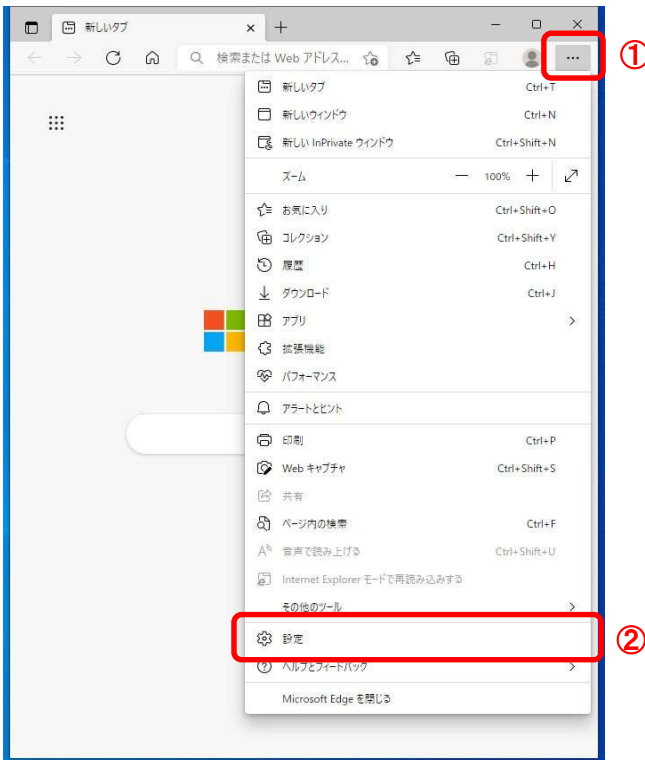 新しいタブ
①
検索または Web アドレス...
新しいタブ Ctrl+T
新しいウィンドウ Ctrl+N
新しい InPrivate ウィンドウ Ctrl+Shift+N
ズーム 100%
お気に入り Ctrl+Shift+O
コレクション Ctrl+Shift+Y
履歴 Ctrl+H
ダウンロード Ctrl+J
アプリ
拡張機能
パフォーマンス
アラートとヒント
印刷 Ctrl+P
Web キャプチャ Ctrl+Shift+S
共有
ページ内の検索 Ctrl+F
音声で読み上げる Ctrl+Shift+U
Internet Explorer モードで再読み込みする
その他のツール
設定 ②
ヘルプとフィードバック
Microsoft Edge を閉じる